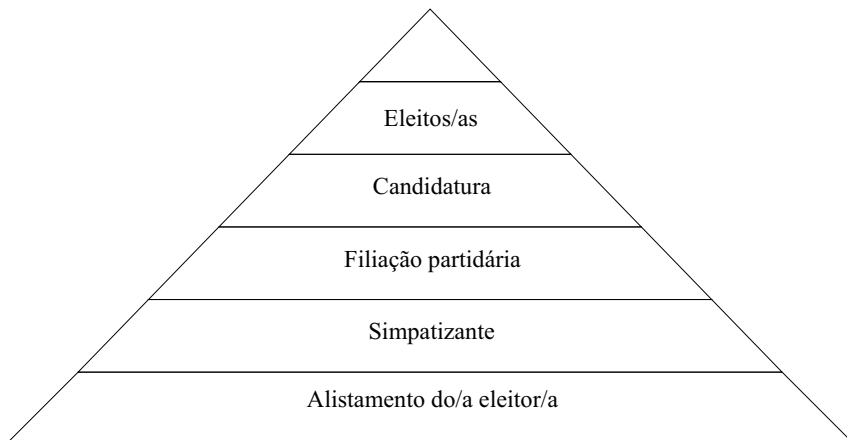 Eleitos/as
Candidatura
Filiação partidária
Simpatizante
Alistamento do/a eleitor/a